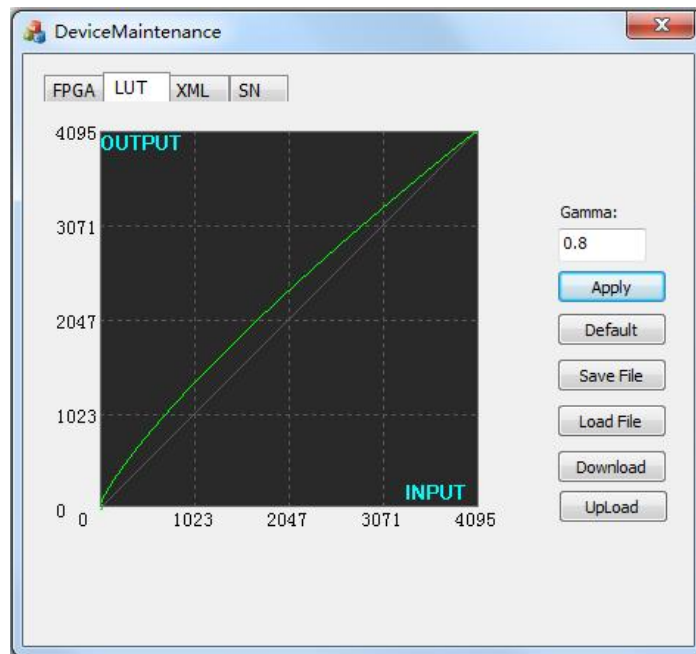 DeviceMaintenance
FPGA LUT XML SN
4095
OUTPUT
3071
2047
1023
0
0 1023 2047 3071 4095
INPUT
Gamma:
0.8
Apply
Default
Save File
Load File
Download
UpLoad